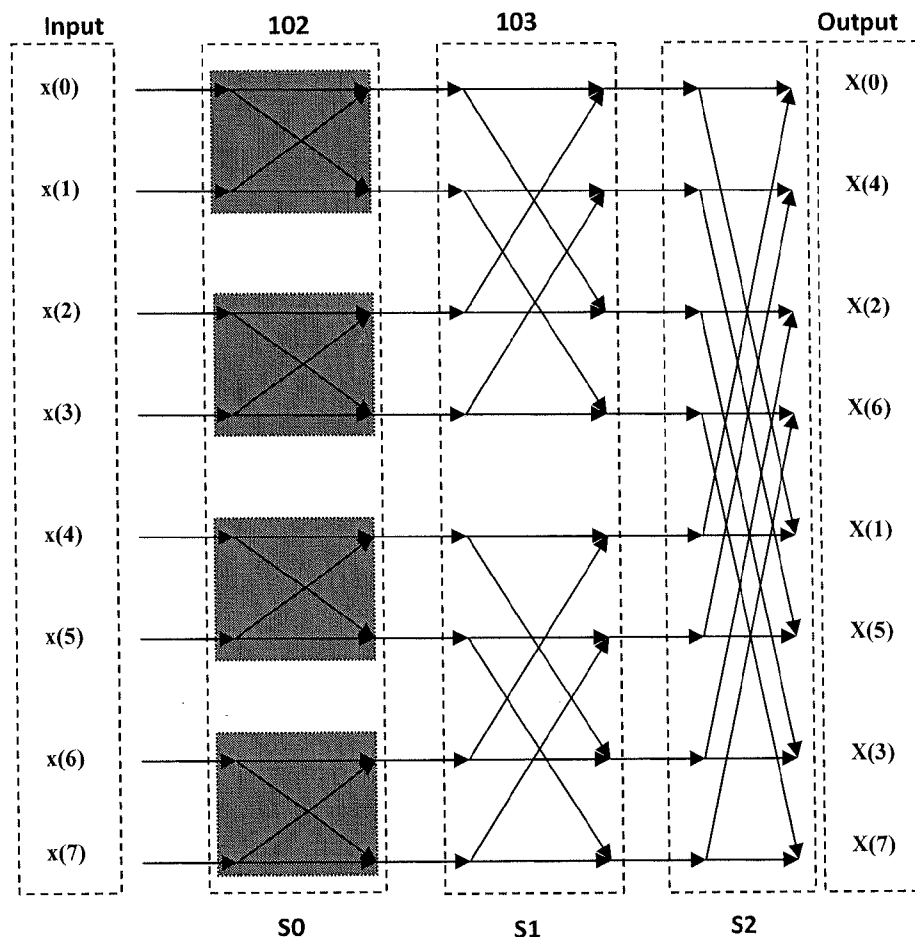 Input 102 103 Output
x(0) X(0)
x(1) X(4)
x(2) X(2)
x(3) X(6)
x(4) X(1)
x(5) X(5)
x(6) X(3)
x(7) X(7)
S0 S1 S2